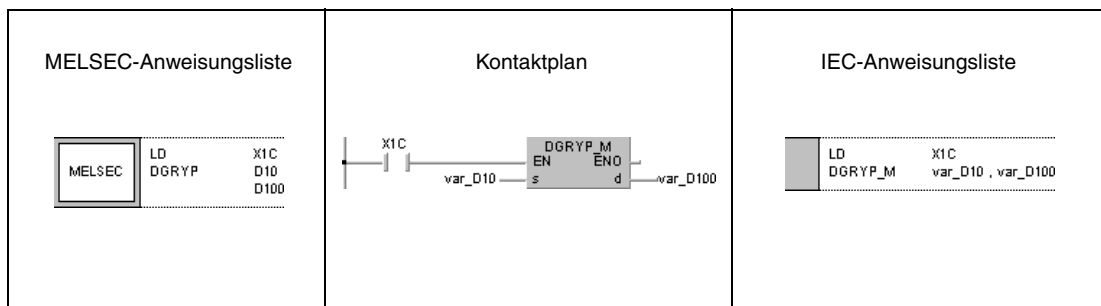 MELSEC-Anweisungsliste
MELSEC
LD X1C
DGRYP D10
D100
Kontaktplan
X1C
DGRYP_M
EN ENO
var_D10 s d var_D100
IEC-Anweisungsliste
LD X1C
DGRYP_M var_D10 , var_D100